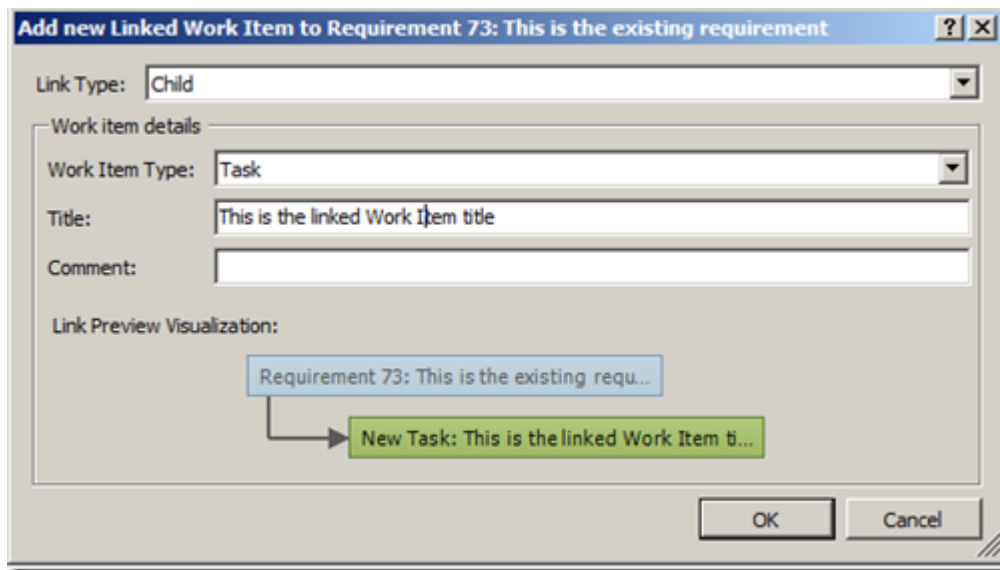 Add new Linked Work Item to Requirement 73: This is the existing requirement
Link Type: Child
Work item details
Work Item Type: Task
Title: This is the linked Work Item title
Comment:
Link Preview Visualization:
Requirement 73: This is the existing requ...
New Task: This is the linked Work Item ti...
OK Cancel